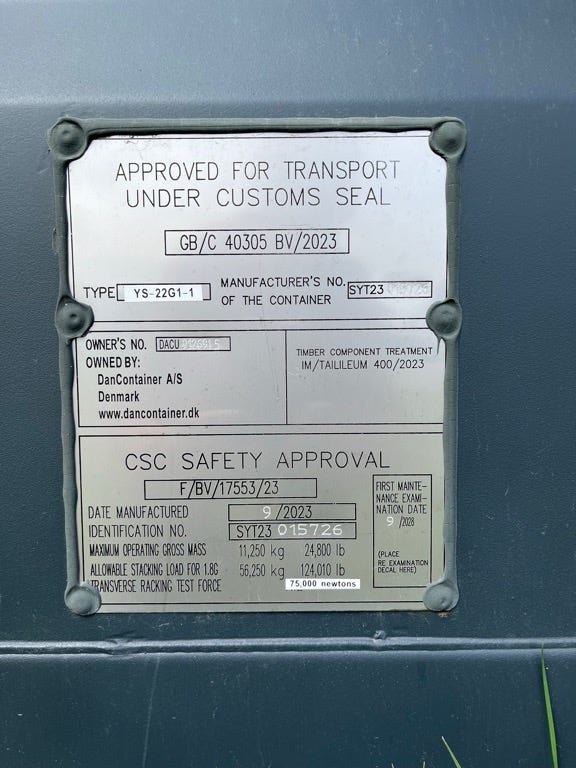 APPROVED FOR TRANSPORT
UNDER CUSTOMS SEAL
GB/C 40305 BV/2023
TYPE YS-22G1-1
MANUFACTURER'S NO.
OF THE CONTAINER
SYT23
OWNER'S NO. DACU
OWNED BY:
DanContainer A/S
Denmark
www.dancontainer.dk
TIMBER COMPONENT TREATMENT
IM/TAILILEUM 400/2023
CSC SAFETY APPROVAL
F/BV/17553/23
DATE MANUFACTURED 9/2023
IDENTIFICATION NO. SYT23 015726
MAXIMUM OPERATING GROSS MASS 11,250 kg 24,800 lb
ALLOWABLE STACKING LOAD FOR 1.8G 56,250 kg 124,010 lb
TRANSVERSE RACKING TEST FORCE 75,000 newtons
FIRST MAINTE-
NANCE EXAMI-
NATION DATE
9/2028
(PLACE
RE EXAMINATION
DECAL HERE)